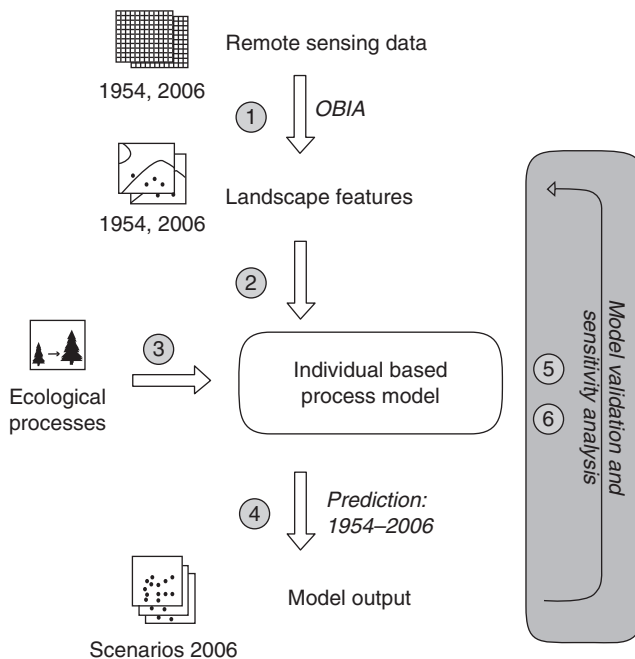 Remote sensing data
1954, 2006
1
OBIA
Landscape features
1954, 2006
2
3
Ecological
processes
Individual based
process model
4
Prediction:
1954–2006
Model output
Scenarios 2006
5
6
Model validation and
sensitivity analysis